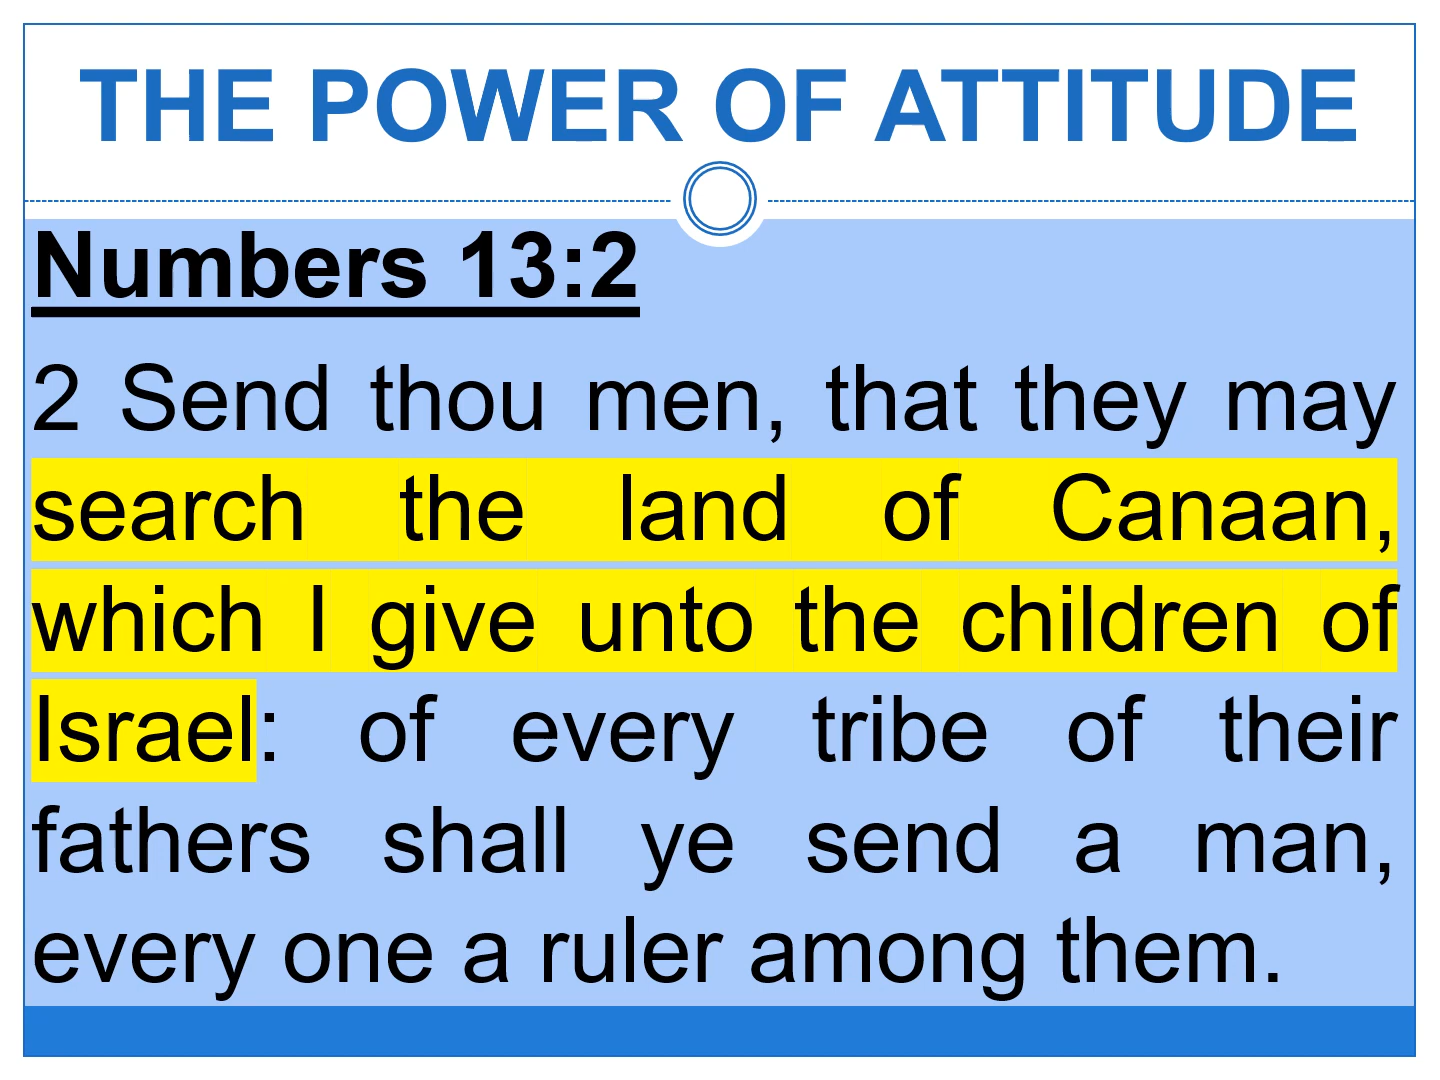 THE POWER OF ATTITUDE
Numbers 13:2
2 Send thou men, that they may
search the land of Canaan,
which I give unto the children of
Israel: of every tribe of their
fathers shall ye send a man,
every one a ruler among them.